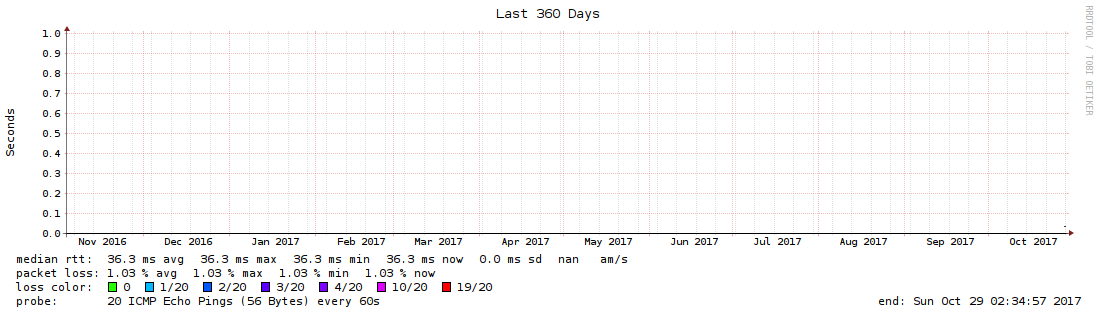 Last 360 Days
RRDTOOL / TOBI OETIKER
Seconds
1.0
0.9
0.8
0.7
0.6
0.5
0.4
0.3
0.2
0.1
0.0
Nov 2016 Dec 2016 Jan 2017 Feb 2017 Mar 2017 Apr 2017 May 2017 Jun 2017 Jul 2017 Aug 2017 Sep 2017 Oct 2017
median rtt: 36.3 ms avg 36.3 ms max 36.3 ms min 36.3 ms now 0.0 ms sd nan am/s
packet loss: 1.03 % avg 1.03 % max 1.03 % min 1.03 % now
loss color: 0 1/20 2/20 3/20 4/20 10/20 19/20
probe: 20 ICMP Echo Pings (56 Bytes) every 60s end: Sun Oct 29 02:34:57 2017